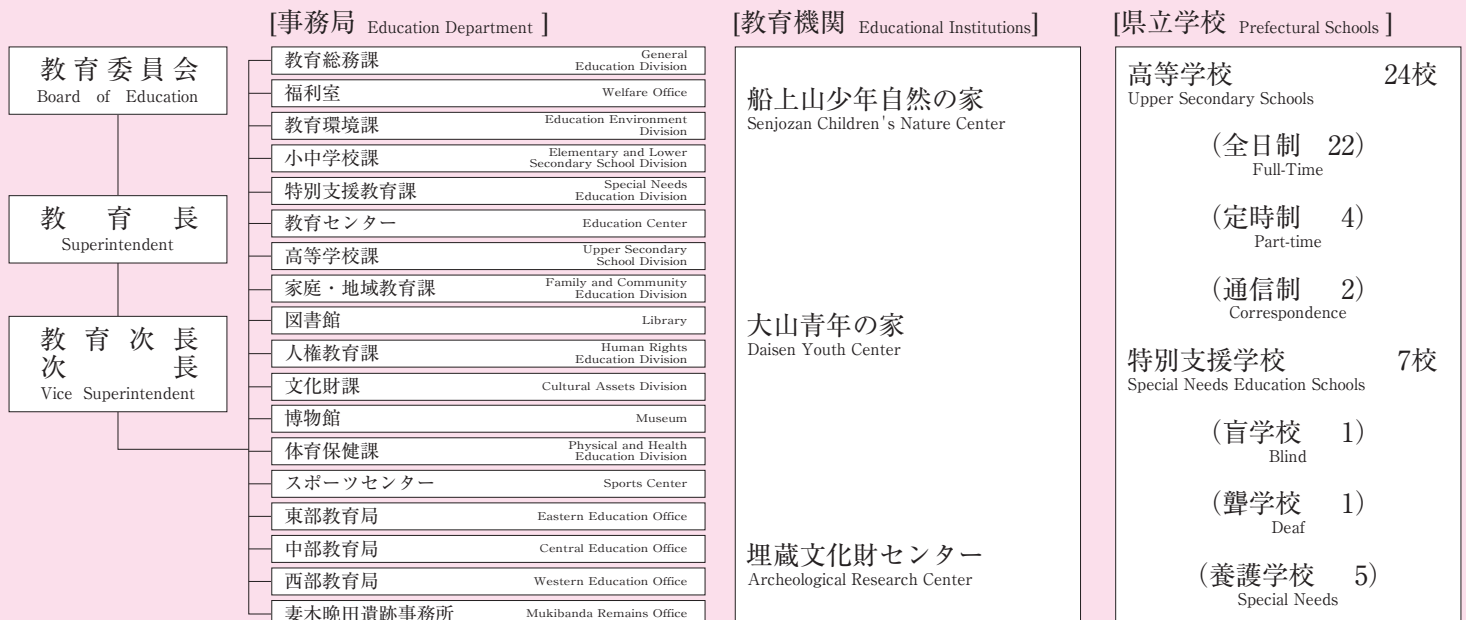 [事務局 Education Department ]
教育委員会
Board of Education
教育長
Superintendent
教育次長
次長
Vice Superintendent
教育総務課 General Education Division
福利室 Welfare Office
教育環境課 Education Environment Division
小中学校課 Elementary and Lower Secondary School Division
特別支援教育課 Special Needs Education Division
教育センター Education Center
高等学校課 Upper Secondary School Division
家庭・地域教育課 Family and Community Education Division
図書館 Library
人権教育課 Human Rights Education Division
文化財課 Cultural Assets Division
博物館 Museum
体育保健課 Physical and Health Education Division
スポーツセンター Sports Center
東部教育局 Eastern Education Office
中部教育局 Central Education Office
西部教育局 Western Education Office
妻木晩田遺跡事務所 Mukibanda Remains Office
[教育機関 Educational Institutions]
船上山少年自然の家
Senjozan Children's Nature Center
大山青年の家
Daisen Youth Center
埋蔵文化財センター
Archeological Research Center
[県立学校 Prefectural Schools ]
高等学校 24校
Upper Secondary Schools
(全日制 22)
Full-Time
(定時制 4)
Part-time
(通信制 2)
Correspondence
特別支援学校 7校
Special Needs Education Schools
(盲学校 1)
Blind
(聾学校 1)
Deaf
(養護学校 5)
Special Needs